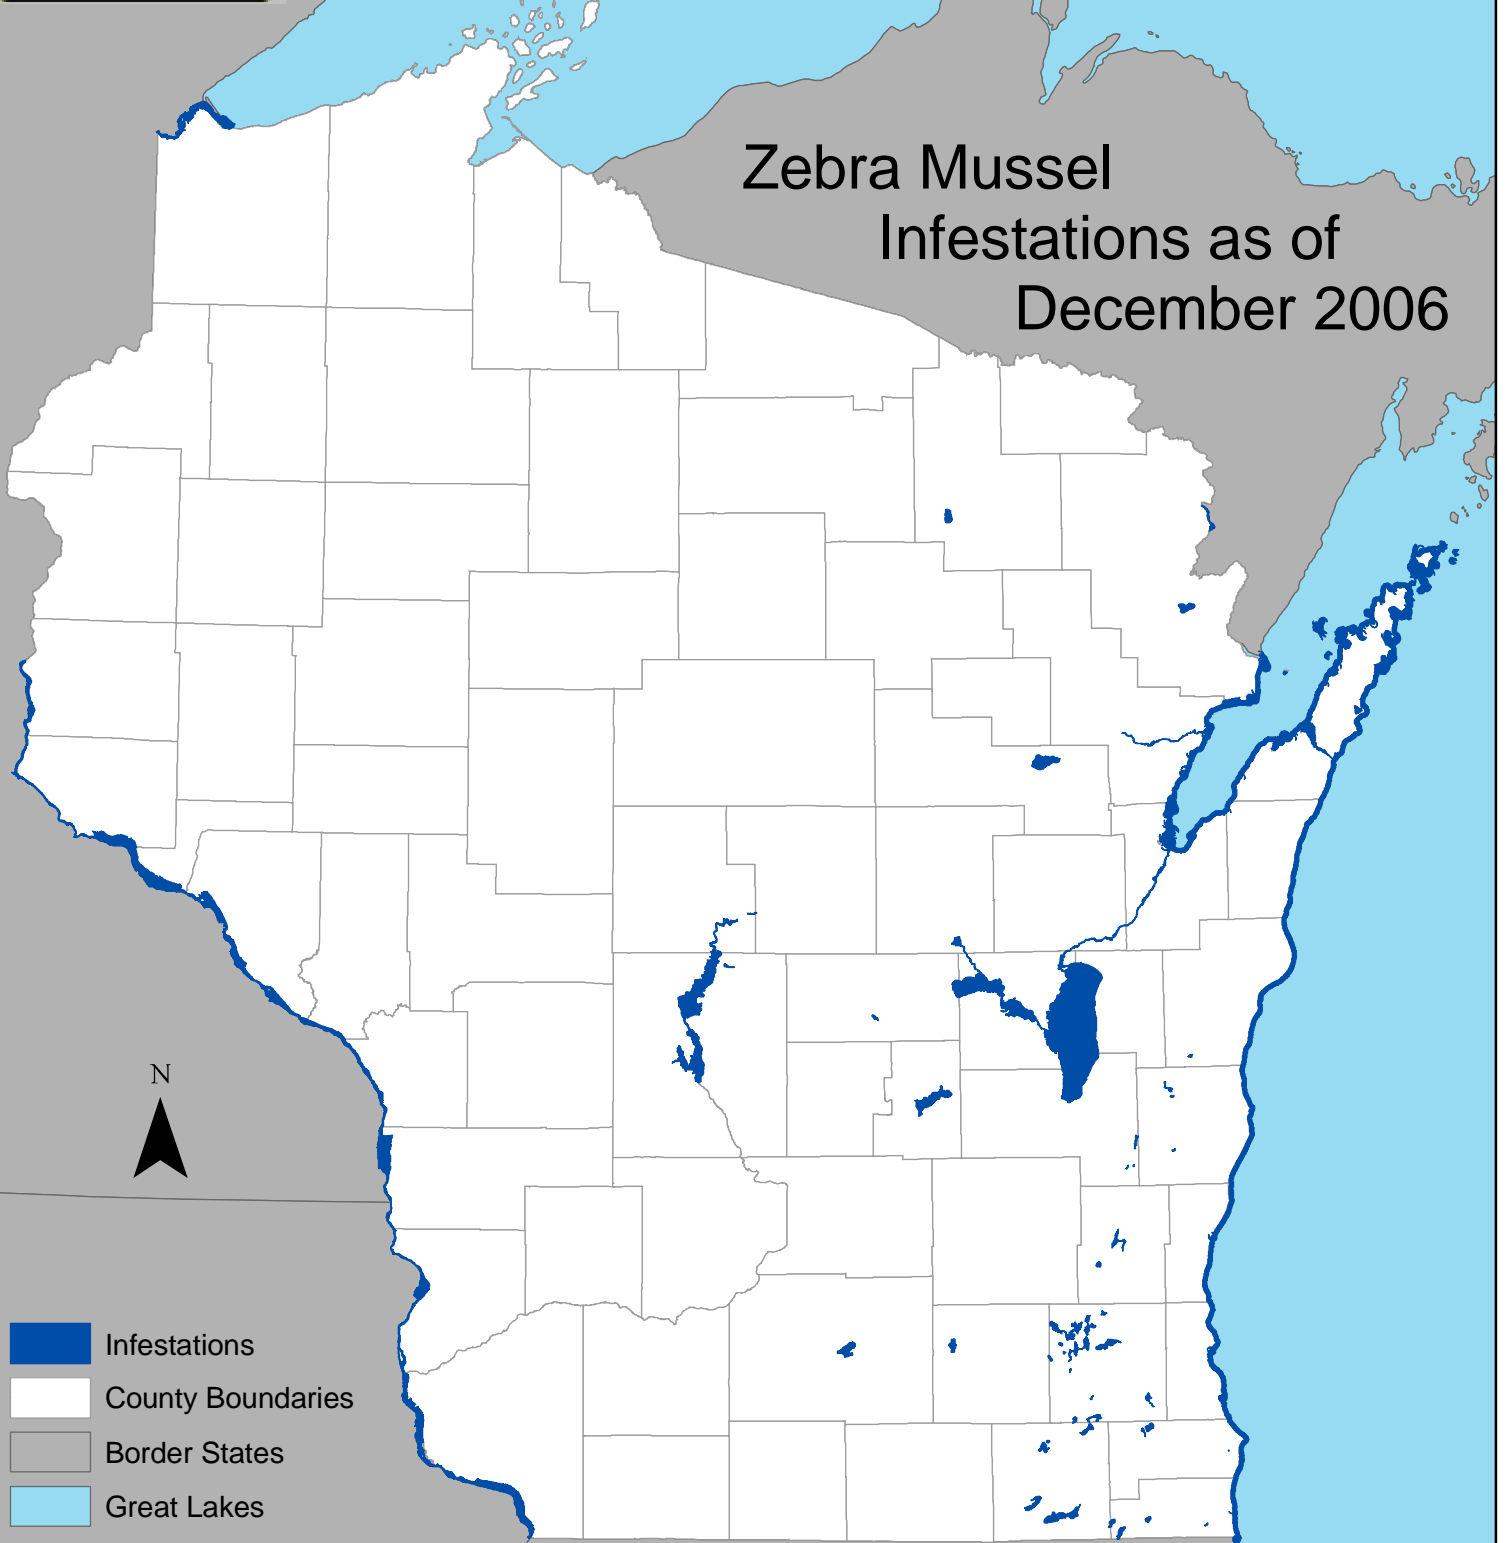 Zebra Mussel
Infestations as of
December 2006
N
Infestations
County Boundaries
Border States
Great Lakes